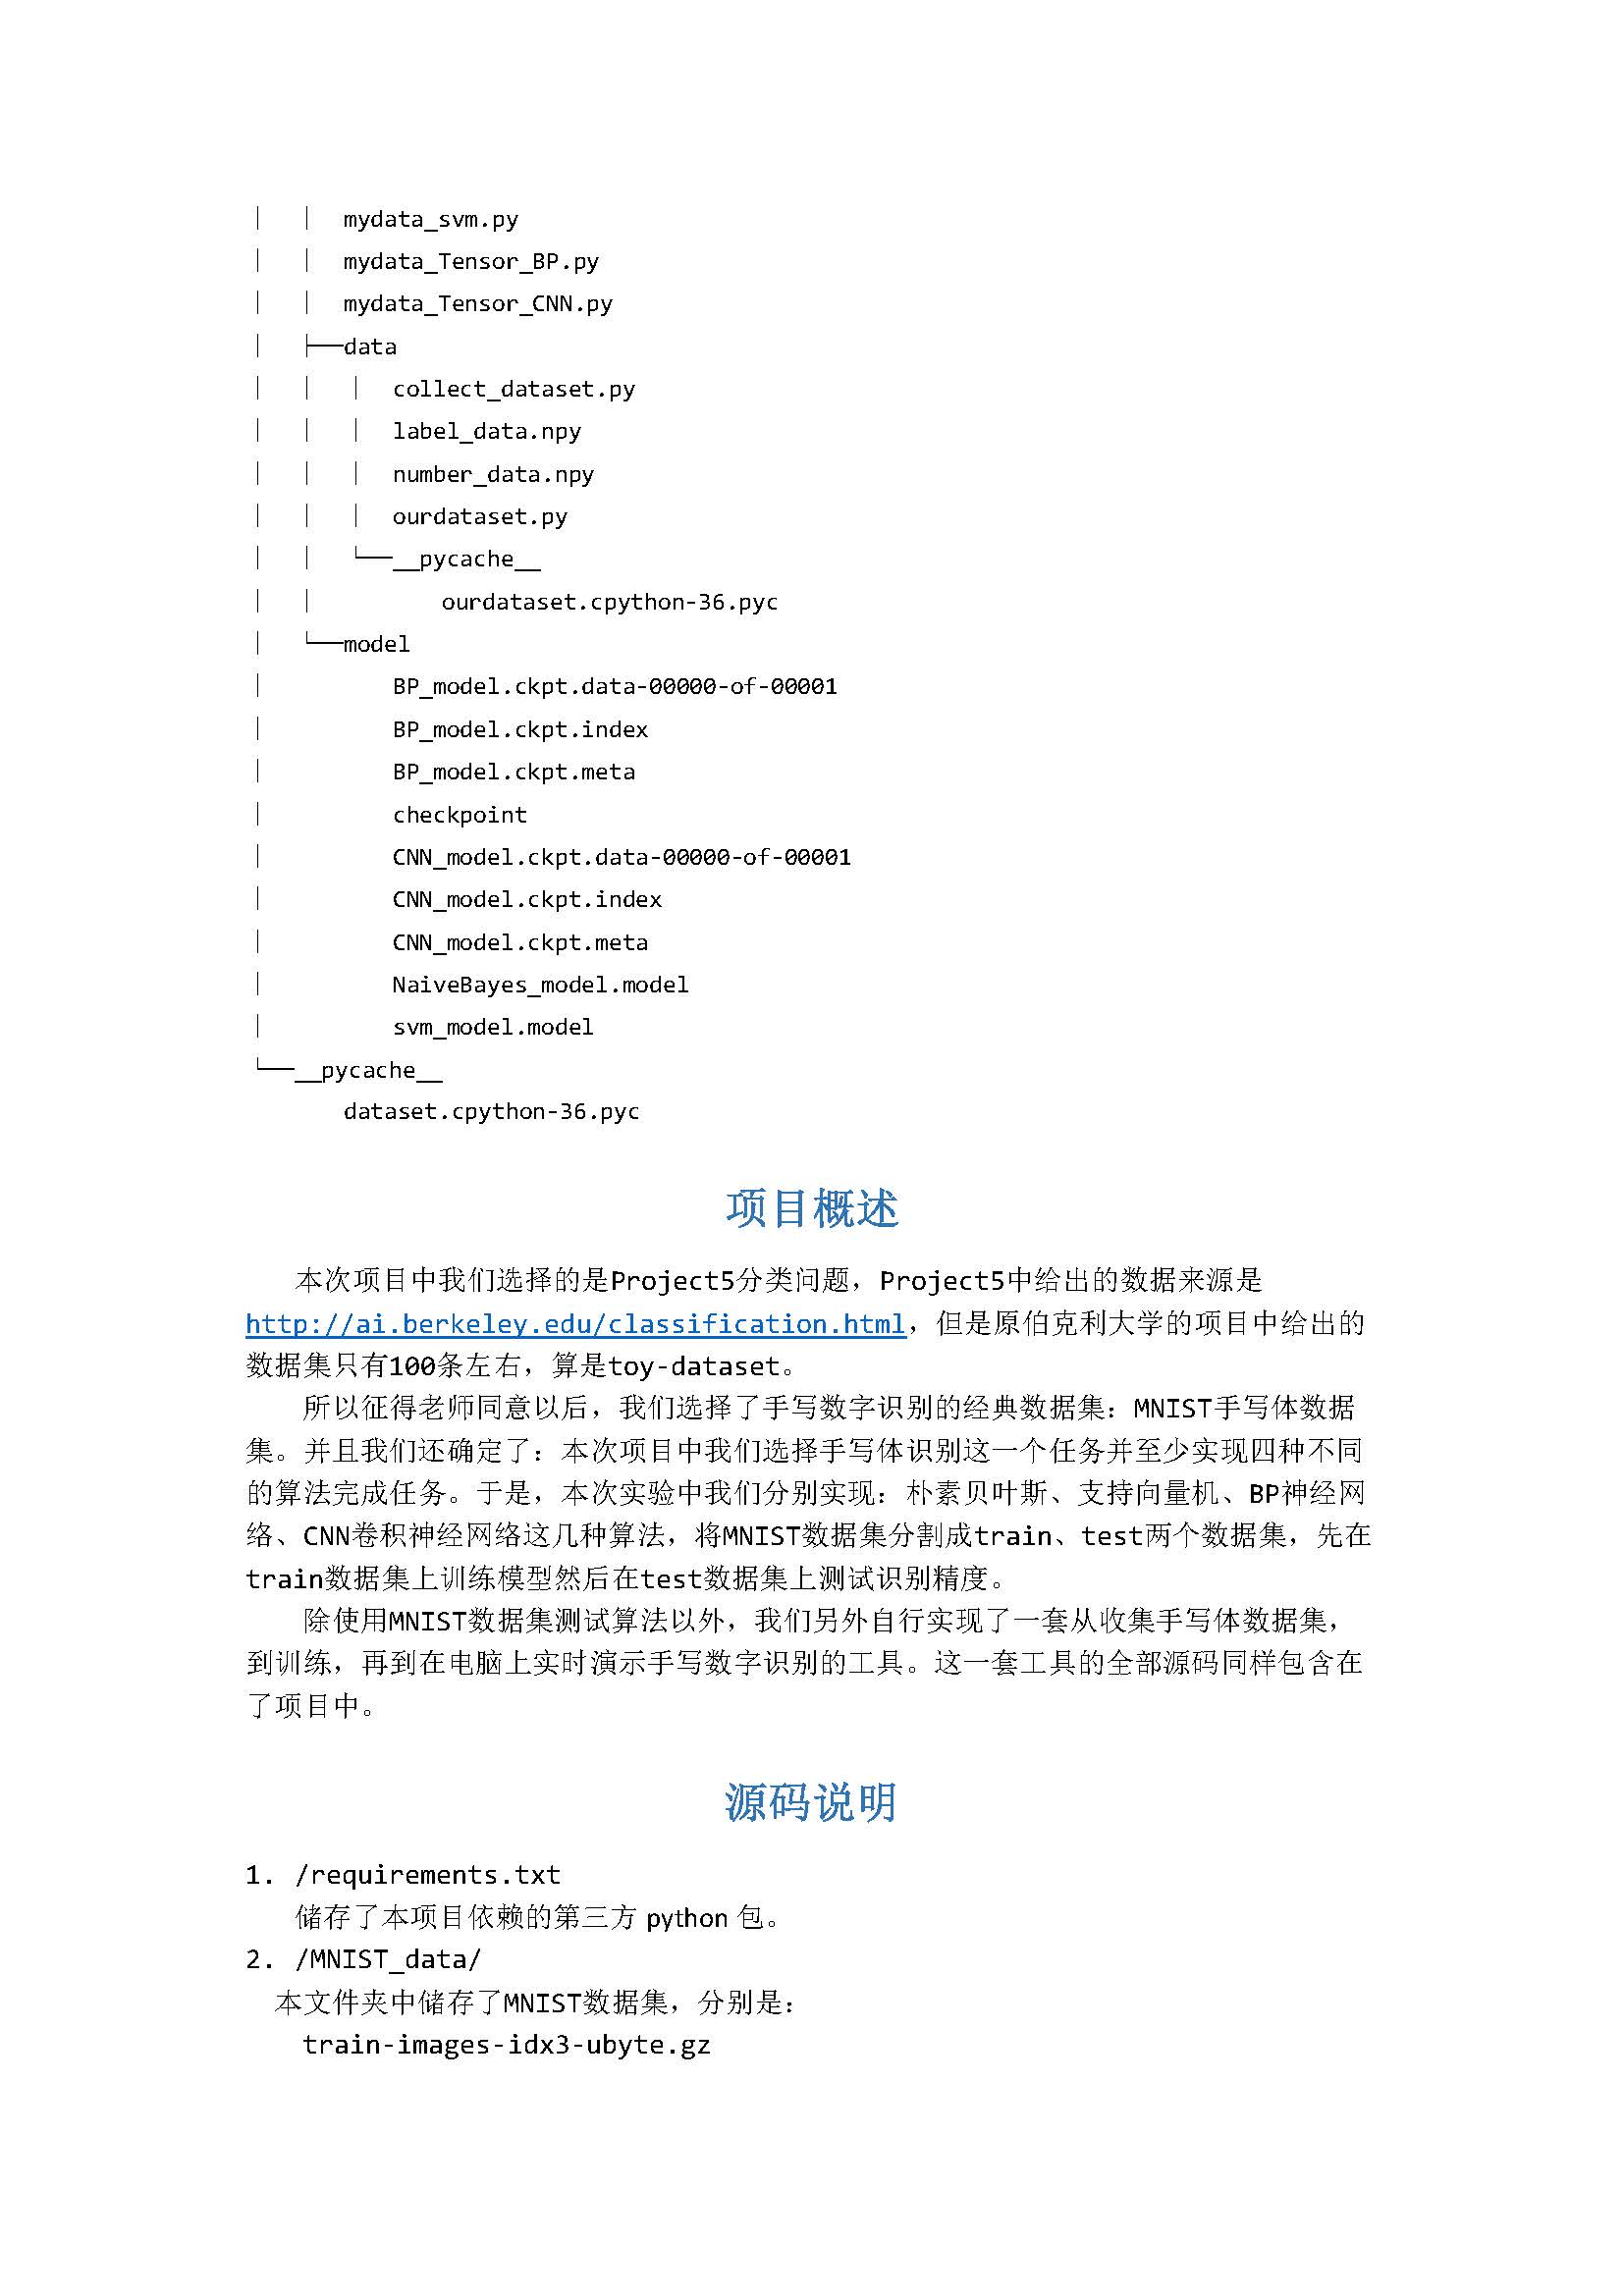 │   │  mydata_svm.py
│   │  mydata_Tensor_BP.py
│   │  mydata_Tensor_CNN.py
│   ├──data
│   │   │  collect_dataset.py
│   │   │  label_data.npy
│   │   │  number_data.npy
│   │   │  ourdataset.py
│   │   └──__pycache__
│   │          ourdataset.cpython-36.pyc
│   └──model
│          BP_model.ckpt.data-00000-of-00001
│          BP_model.ckpt.index
│          BP_model.ckpt.meta
│          checkpoint
│          CNN_model.ckpt.data-00000-of-00001
│          CNN_model.ckpt.index
│          CNN_model.ckpt.meta
│          NaiveBayes_model.model
│          svm_model.model
└──__pycache__
       dataset.cpython-36.pyc
项目概述
本次项目中我们选择的是Project5分类问题，Project5中给出的数据来源是
http://ai.berkeley.edu/classification.html，但是原伯克利大学的项目中给出的
数据集只有100条左右，算是toy-dataset。
所以征得老师同意以后，我们选择了手写数字识别的经典数据集：MNIST手写体数据
集。并且我们还确定了：本次项目中我们选择手写体识别这一个任务并至少实现四种不同
的算法完成任务。于是，本次实验中我们分别实现：朴素贝叶斯、支持向量机、BP神经网
络、CNN卷积神经网络这几种算法，将MNIST数据集分割成train、test两个数据集，先在
train数据集上训练模型然后在test数据集上测试识别精度。
除使用MNIST数据集测试算法以外，我们另外自行实现了一套从收集手写体数据集，
到训练，再到在电脑上实时演示手写数字识别的工具。这一套工具的全部源码同样包含在
了项目中。
源码说明
1. /requirements.txt
储存了本项目依赖的第三方 python 包。
2. /MNIST_data/
本文件夹中储存了MNIST数据集，分别是：
train-images-idx3-ubyte.gz